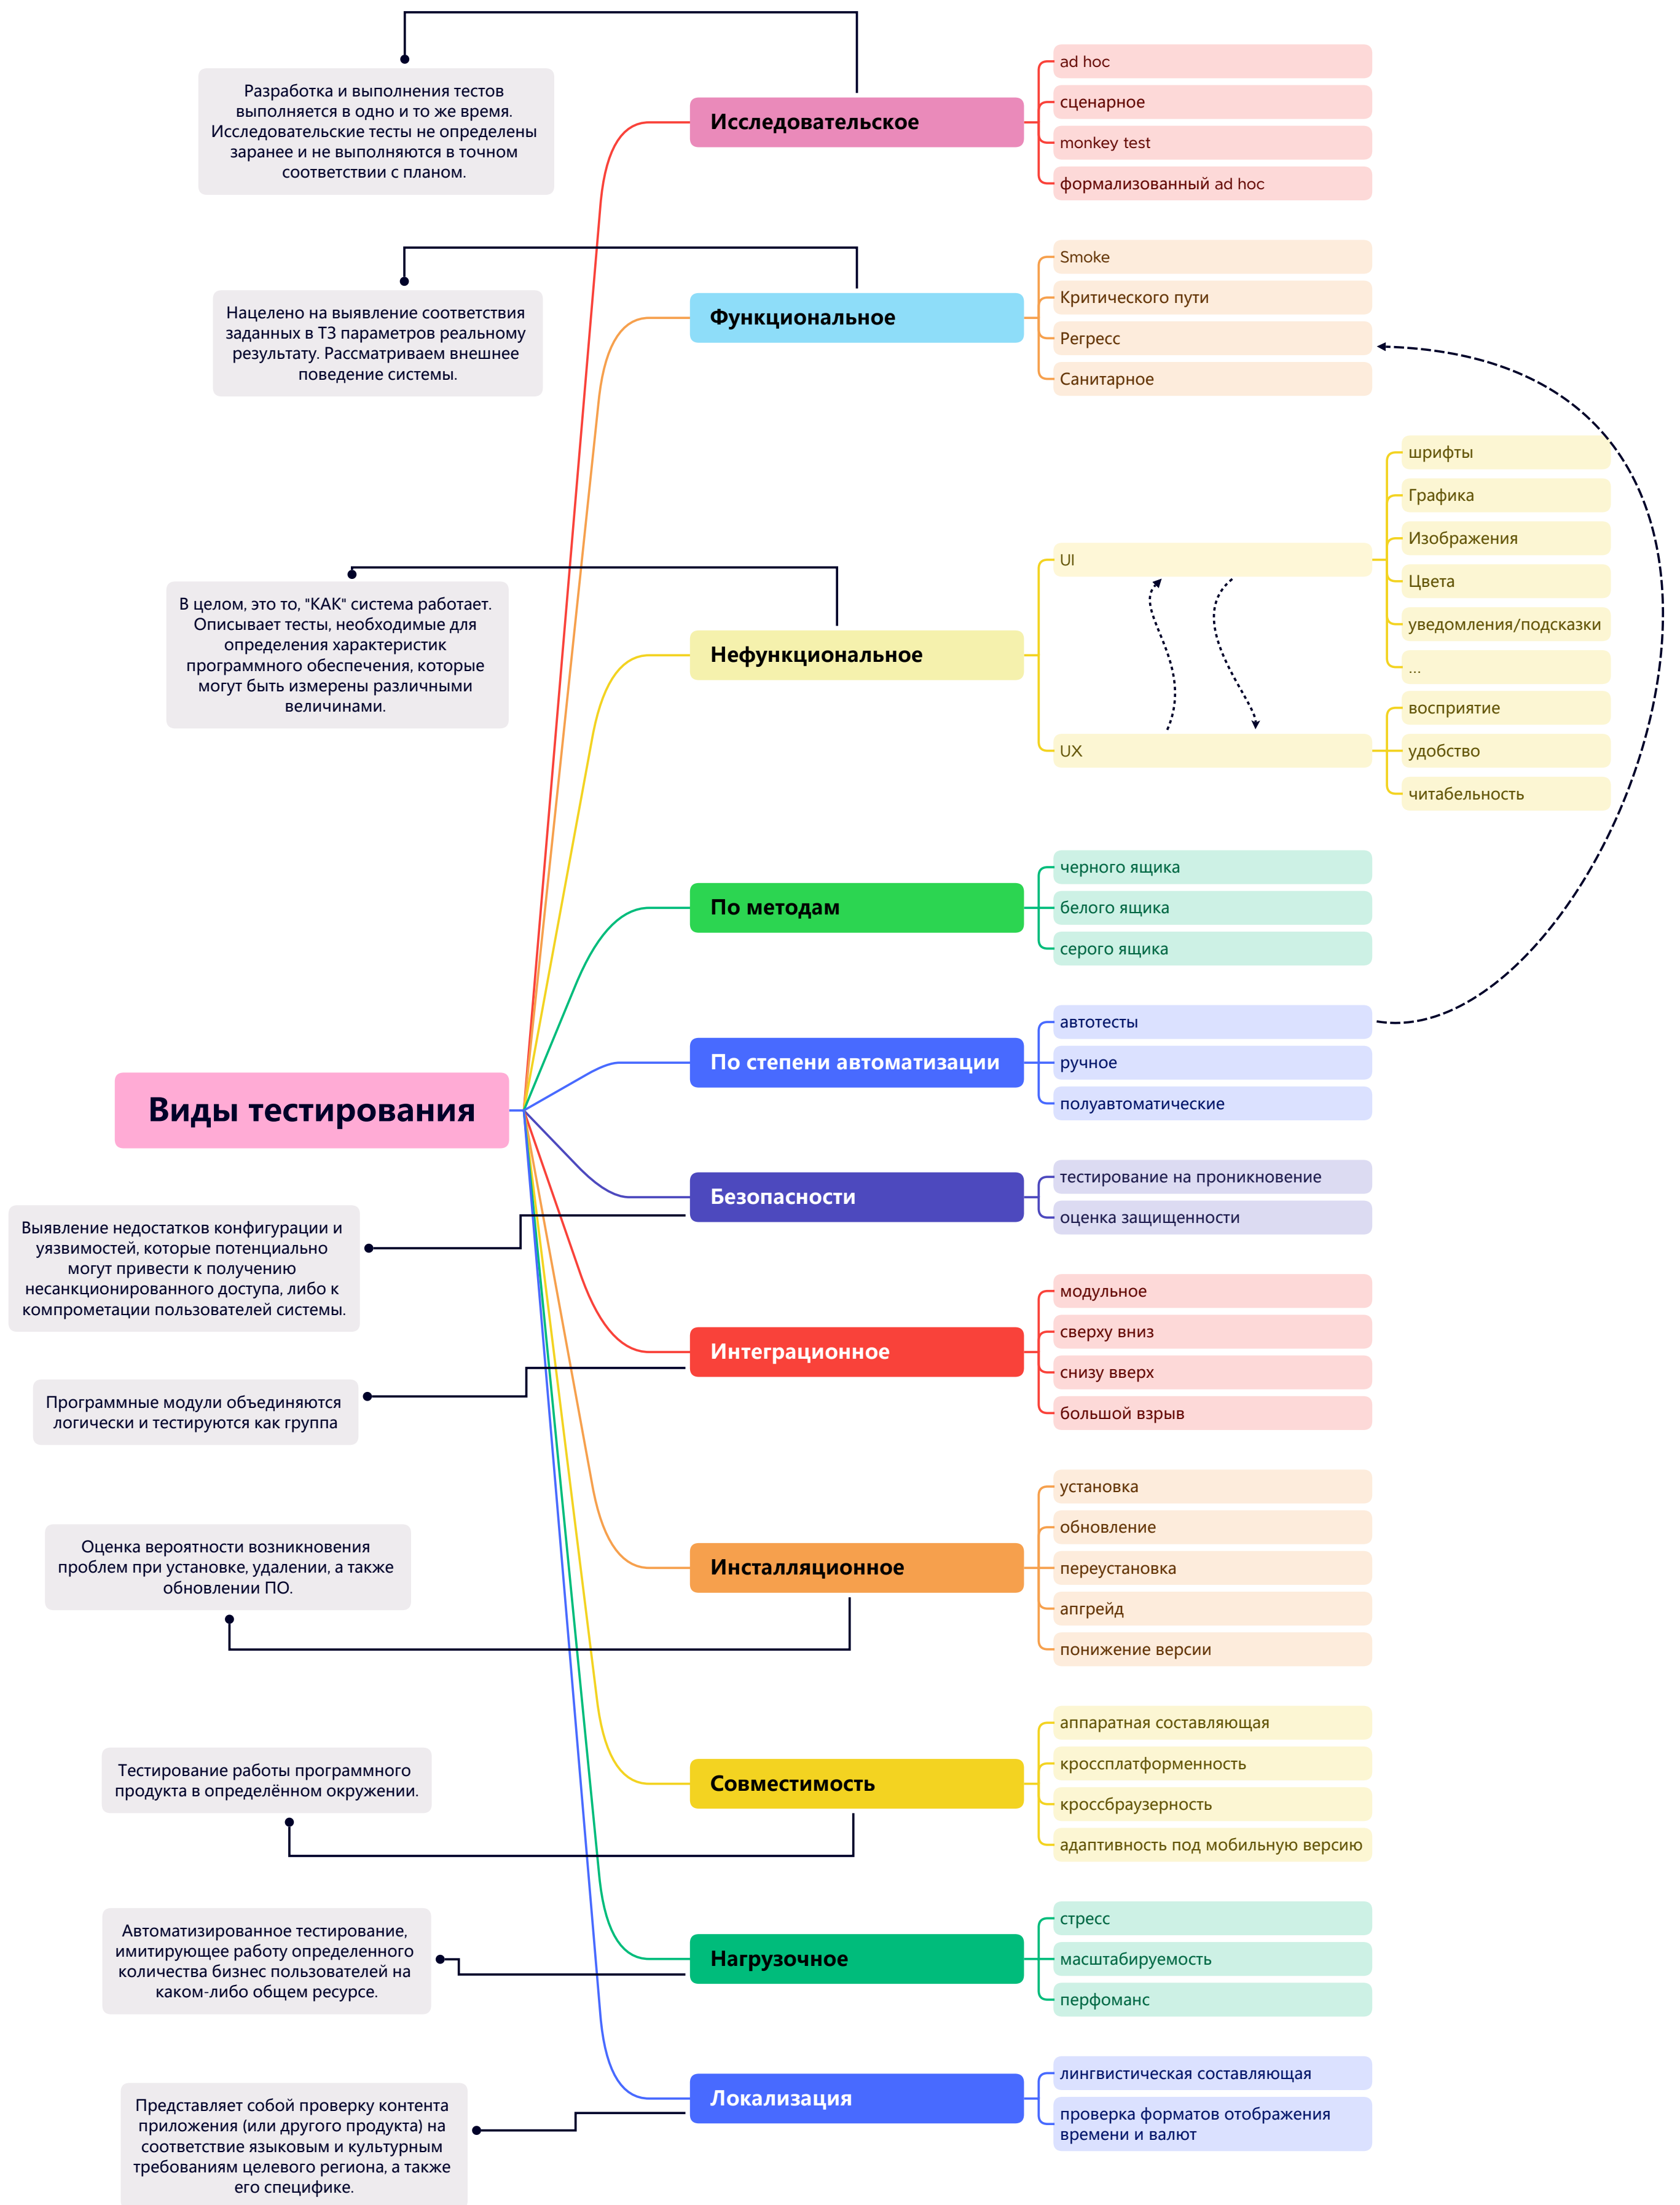 Виды тестирования
Исследовательское
Разработка и выполнения тестов
выполняется в одно и то же время.
Исследовательские тесты не определены
заранее и не выполняются в точном
соответствии с планом.
ad hoc
сценарное
monkey test
формализованный ad hoc
Функциональное
Нацелено на выявление соответствия
заданных в ТЗ параметров реальному
результату. Рассматриваем внешнее
поведение системы.
Smoke
Критического пути
Регресс
Санитарное
Нефункциональное
В целом, это то, "КАК" система работает.
Описывает тесты, необходимые для
определения характеристик
программного обеспечения, которые
могут быть измерены различными
величинами.
UI
шрифты
Графика
Изображения
Цвета
уведомления/подсказки
...
UX
восприятие
удобство
читабельность
По методам
черного ящика
белого ящика
серого ящика
По степени автоматизации
автотесты
ручное
полуавтоматические
Безопасности
Выявление недостатков конфигурации и
уязвимостей, которые потенциально
могут привести к получению
несанкционированного доступа, либо к
компрометации пользователей системы.
тестирование на проникновение
оценка защищенности
Интеграционное
Программные модули объединяются
логически и тестируются как группа
модульное
сверху вниз
снизу вверх
большой взрыв
Инсталляционное
Оценка вероятности возникновения
проблем при установке, удалении, а также
обновлении ПО.
установка
обновление
переустановка
апгрейд
понижение версии
Совместимость
Тестирование работы программного
продукта в определённом окружении.
аппаратная составляющая
кроссплатформенность
кроссбраузерность
адаптивность под мобильную версию
Нагрузочное
Автоматизированное тестирование,
имитирующее работу определенного
количества бизнес пользователей на
каком-либо общем ресурсе.
стресс
масштабируемость
перфоманс
Локализация
Представляет собой проверку контента
приложения (или другого продукта) на
соответствие языковым и культурным
требованиям целевого региона, а также
его специфике.
лингвистическая составляющая
проверка форматов отображения
времени и валют